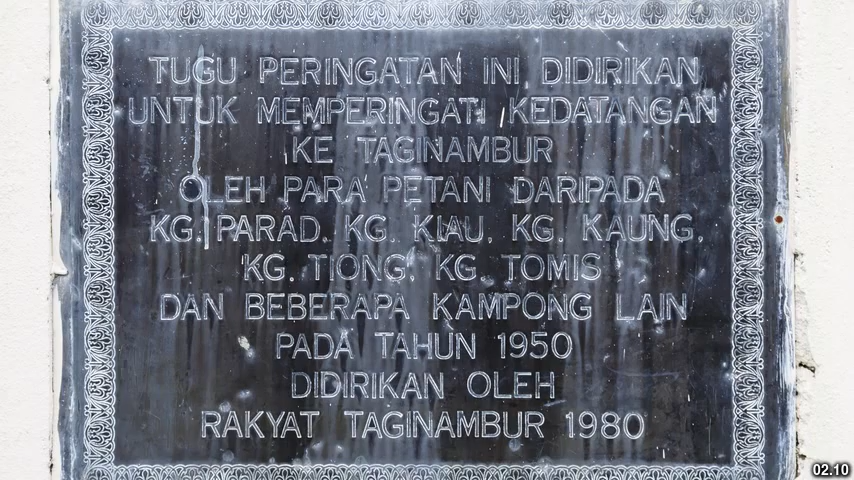 TUGU PERINGATAN INI DIDIRIKAN
UNTUK MEMPERINGATI KEDATANGAN
KE TAGINAMBUR
OLEH PARA PETANI DARIPADA
KG. PARAD, KG. KIAU, KG. KAUNG,
KG. TIONG, KG. TOMIS
DAN BEBERAPA KAMPONG LAIN
PADA TAHUN 1950
DIDIRIKAN OLEH
RAKYAT TAGINAMBUR 1980
02.10